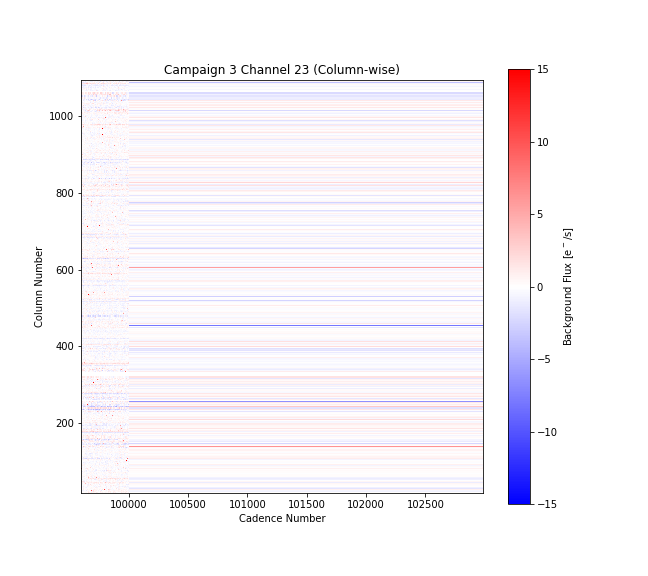 Campaign 3 Channel 23 (Column-wise)
1000
800
600
400
200
Column Number
100000 100500 101000 101500 102000 102500
Cadence Number
15
10
5
0
−5
−10
−15
Background Flux [e⁻/s]